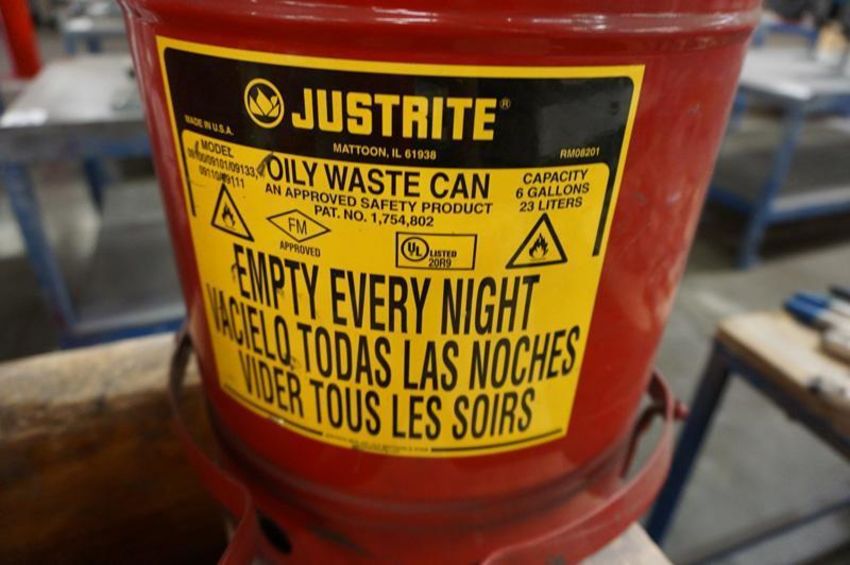 JUSTRITE®
MADE IN U.S.A.
MATTOON, IL 61938
RM08201
MODEL
09110/09111
OILY WASTE CAN
AN APPROVED SAFETY PRODUCT
PAT. NO. 1,754,802
CAPACITY
6 GALLONS
23 LITERS
FM
APPROVED
UL LISTED
20R9
EMPTY EVERY NIGHT
VACIELO TODAS LAS NOCHES
VIDER TOUS LES SOIRS